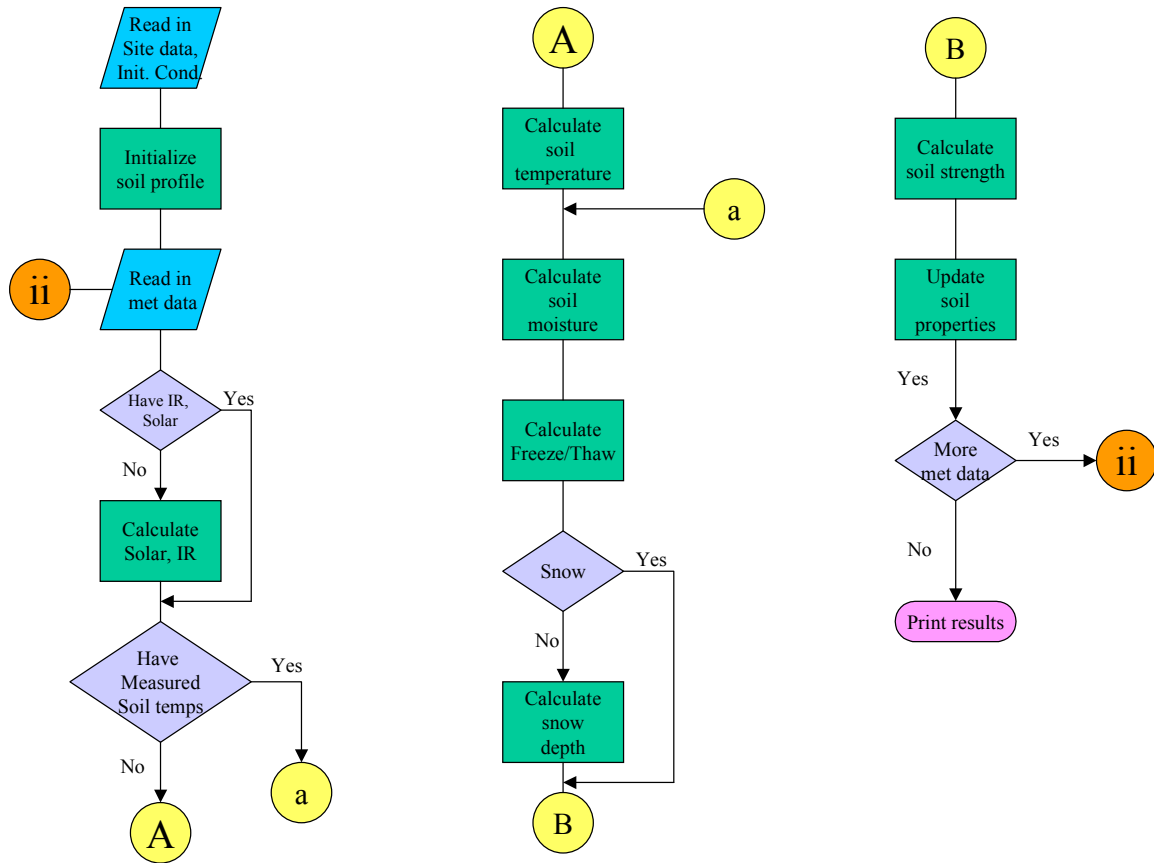 Read in
Site data,
Init. Cond.
Initialize
soil profile
ii
Read in
met data
Have IR,
Solar
Yes
No
Calculate
Solar, IR
Have
Measured
Soil temps
Yes
No
a
A
A
Calculate
soil
temperature
a
Calculate
soil
moisture
Calculate
Freeze/Thaw
Snow
Yes
No
Calculate
snow
depth
B
B
Calculate
soil strength
Update
soil
properties
Yes
More
met data
Yes
ii
No
Print results